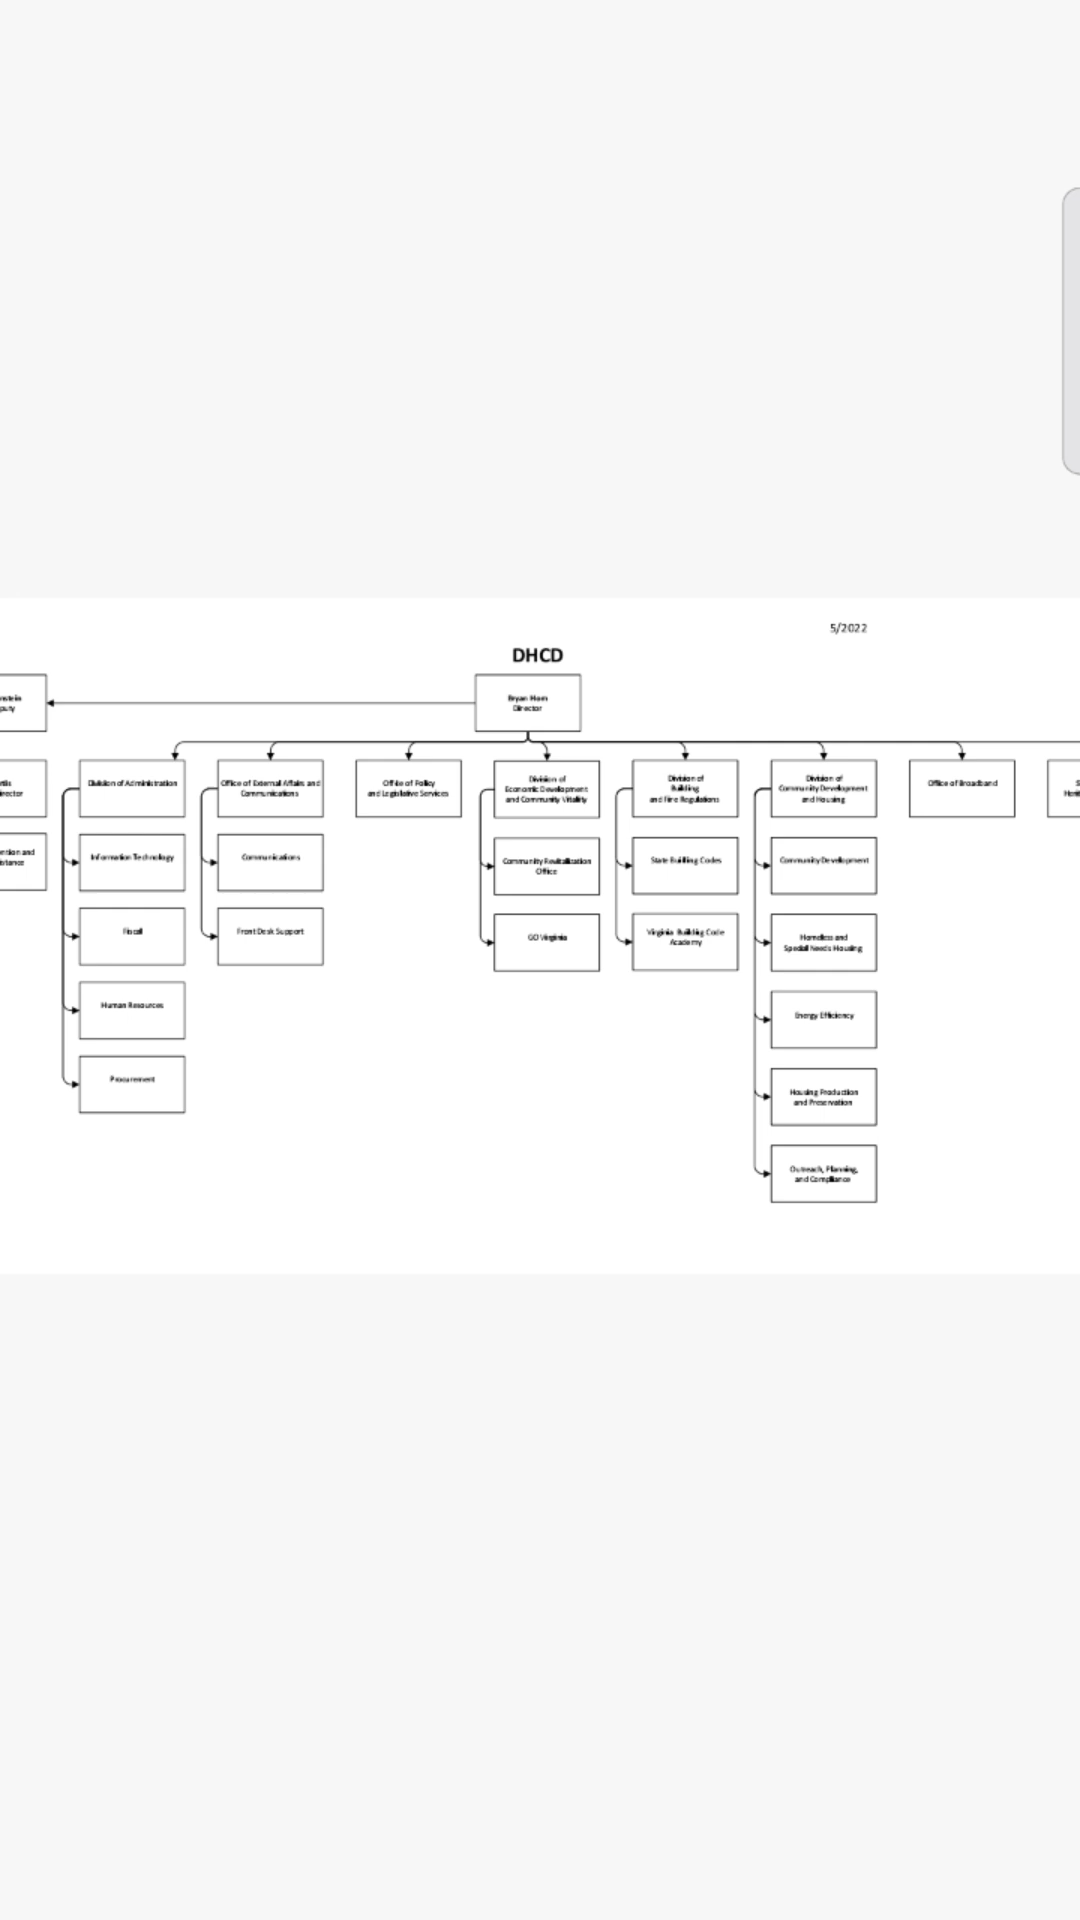 5/2022
DHCD
Bryan Horn
Director
Division of Administration
Information Technology
Fiscal
Human Resources
Procurement
Office of External Affairs and
Communications
Communications
Front Desk Support
Office of Policy
and Legislative Services
Division of
Economic Development
and Community Vitality
Community Revitalization
Office
GO Virginia
Division of
Building
and Fire Regulations
State Building Codes
Virginia Building Code
Academy
Division of
Community Development
and Housing
Community Development
Homeless and
Special Needs Housing
Energy Efficiency
Housing Production
and Preservation
Outreach, Planning,
and Compliance
Office of Broadband